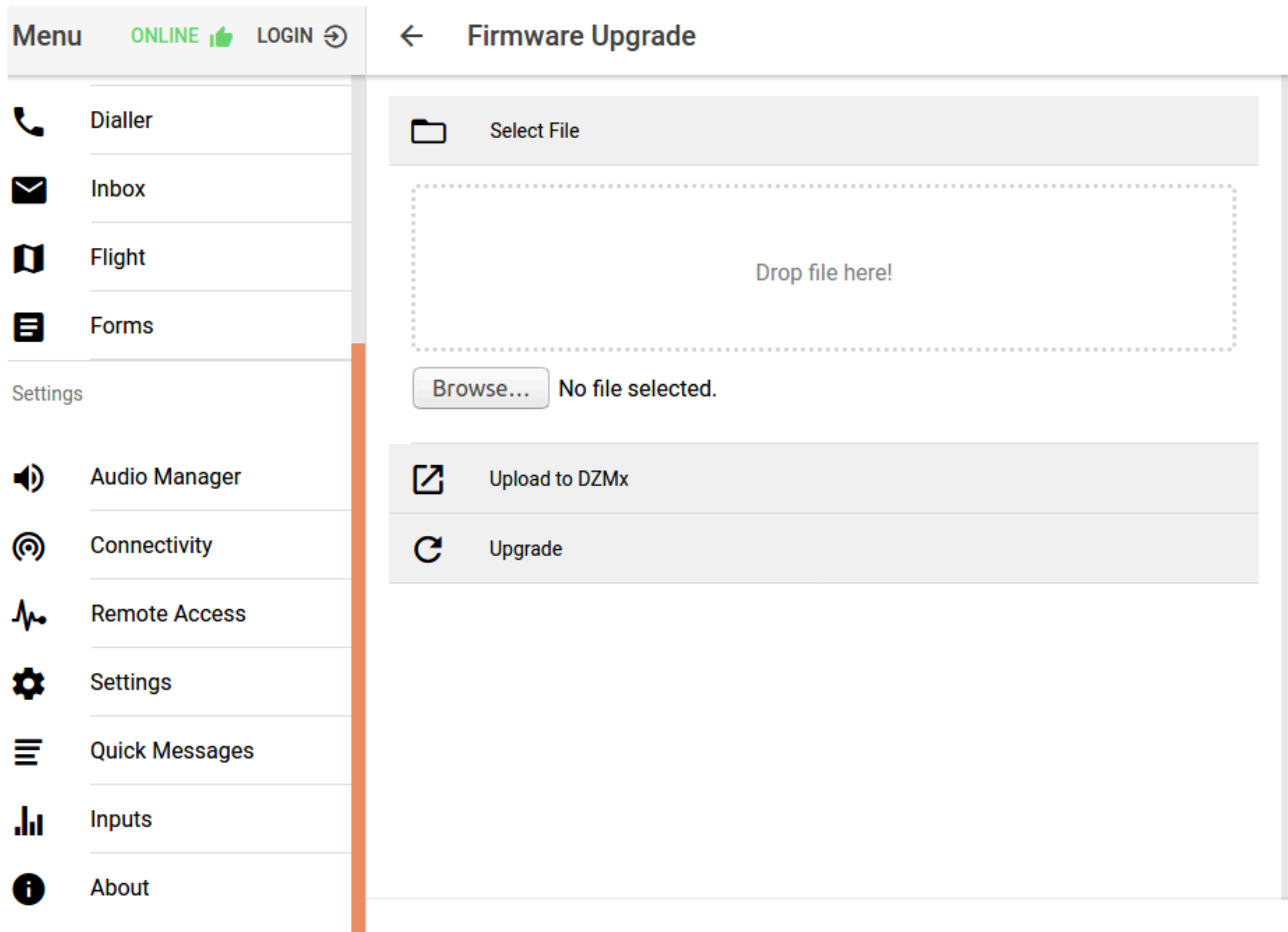 Menu ONLINE LOGIN
Dialler
Inbox
Flight
Forms
Settings
Audio Manager
Connectivity
Remote Access
Settings
Quick Messages
Inputs
About
Firmware Upgrade
Select File
Drop file here!
Browse... No file selected.
Upload to DZMx
Upgrade